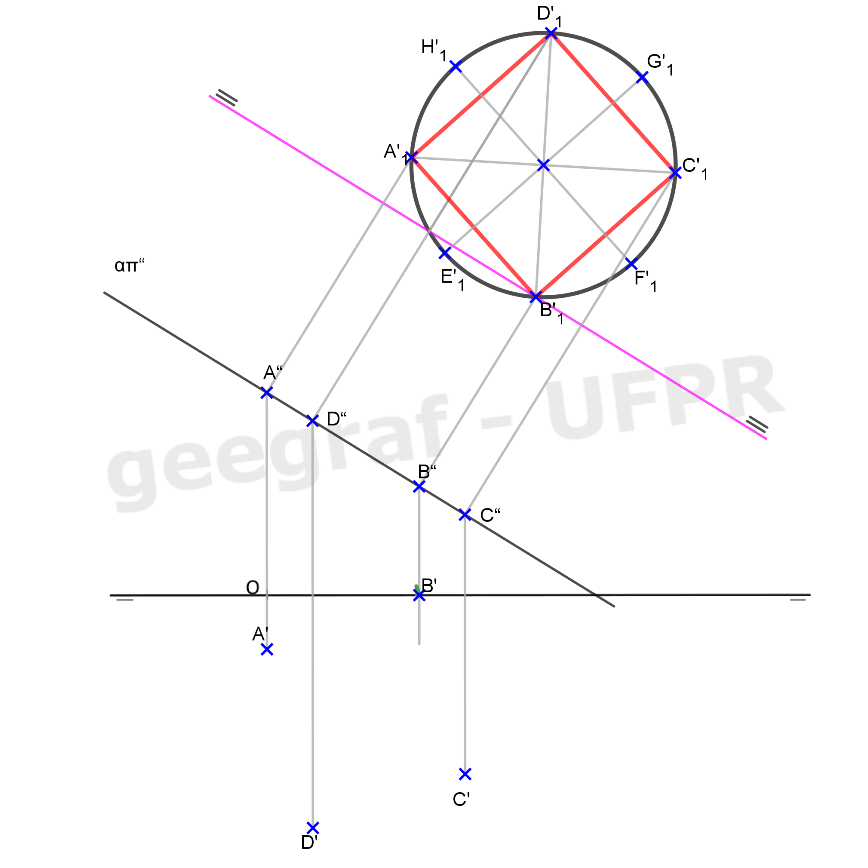 D'₁
H'₁
G'₁
A'₁
C'₁
E'₁
F'₁
B'₁
απ“
A“
D“
geegraf - UFPR
B“
C“
O
B'
A'
C'
D'